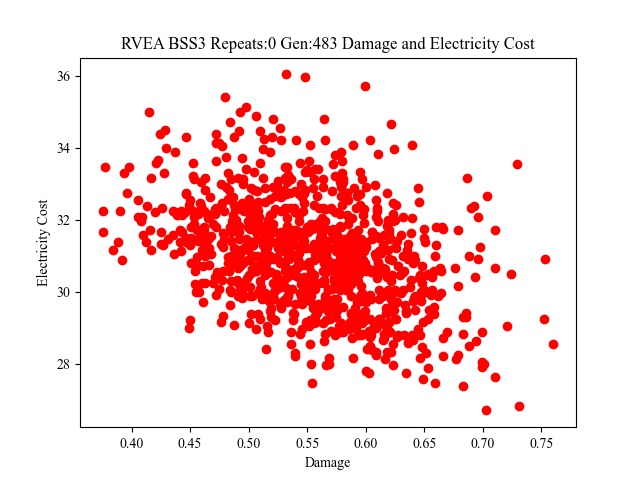 RVEA BSS3 Repeats:0 Gen:483 Damage and Electricity Cost
36
34
32
30
28
Electricity Cost
0.40 0.45 0.50 0.55 0.60 0.65 0.70 0.75
Damage